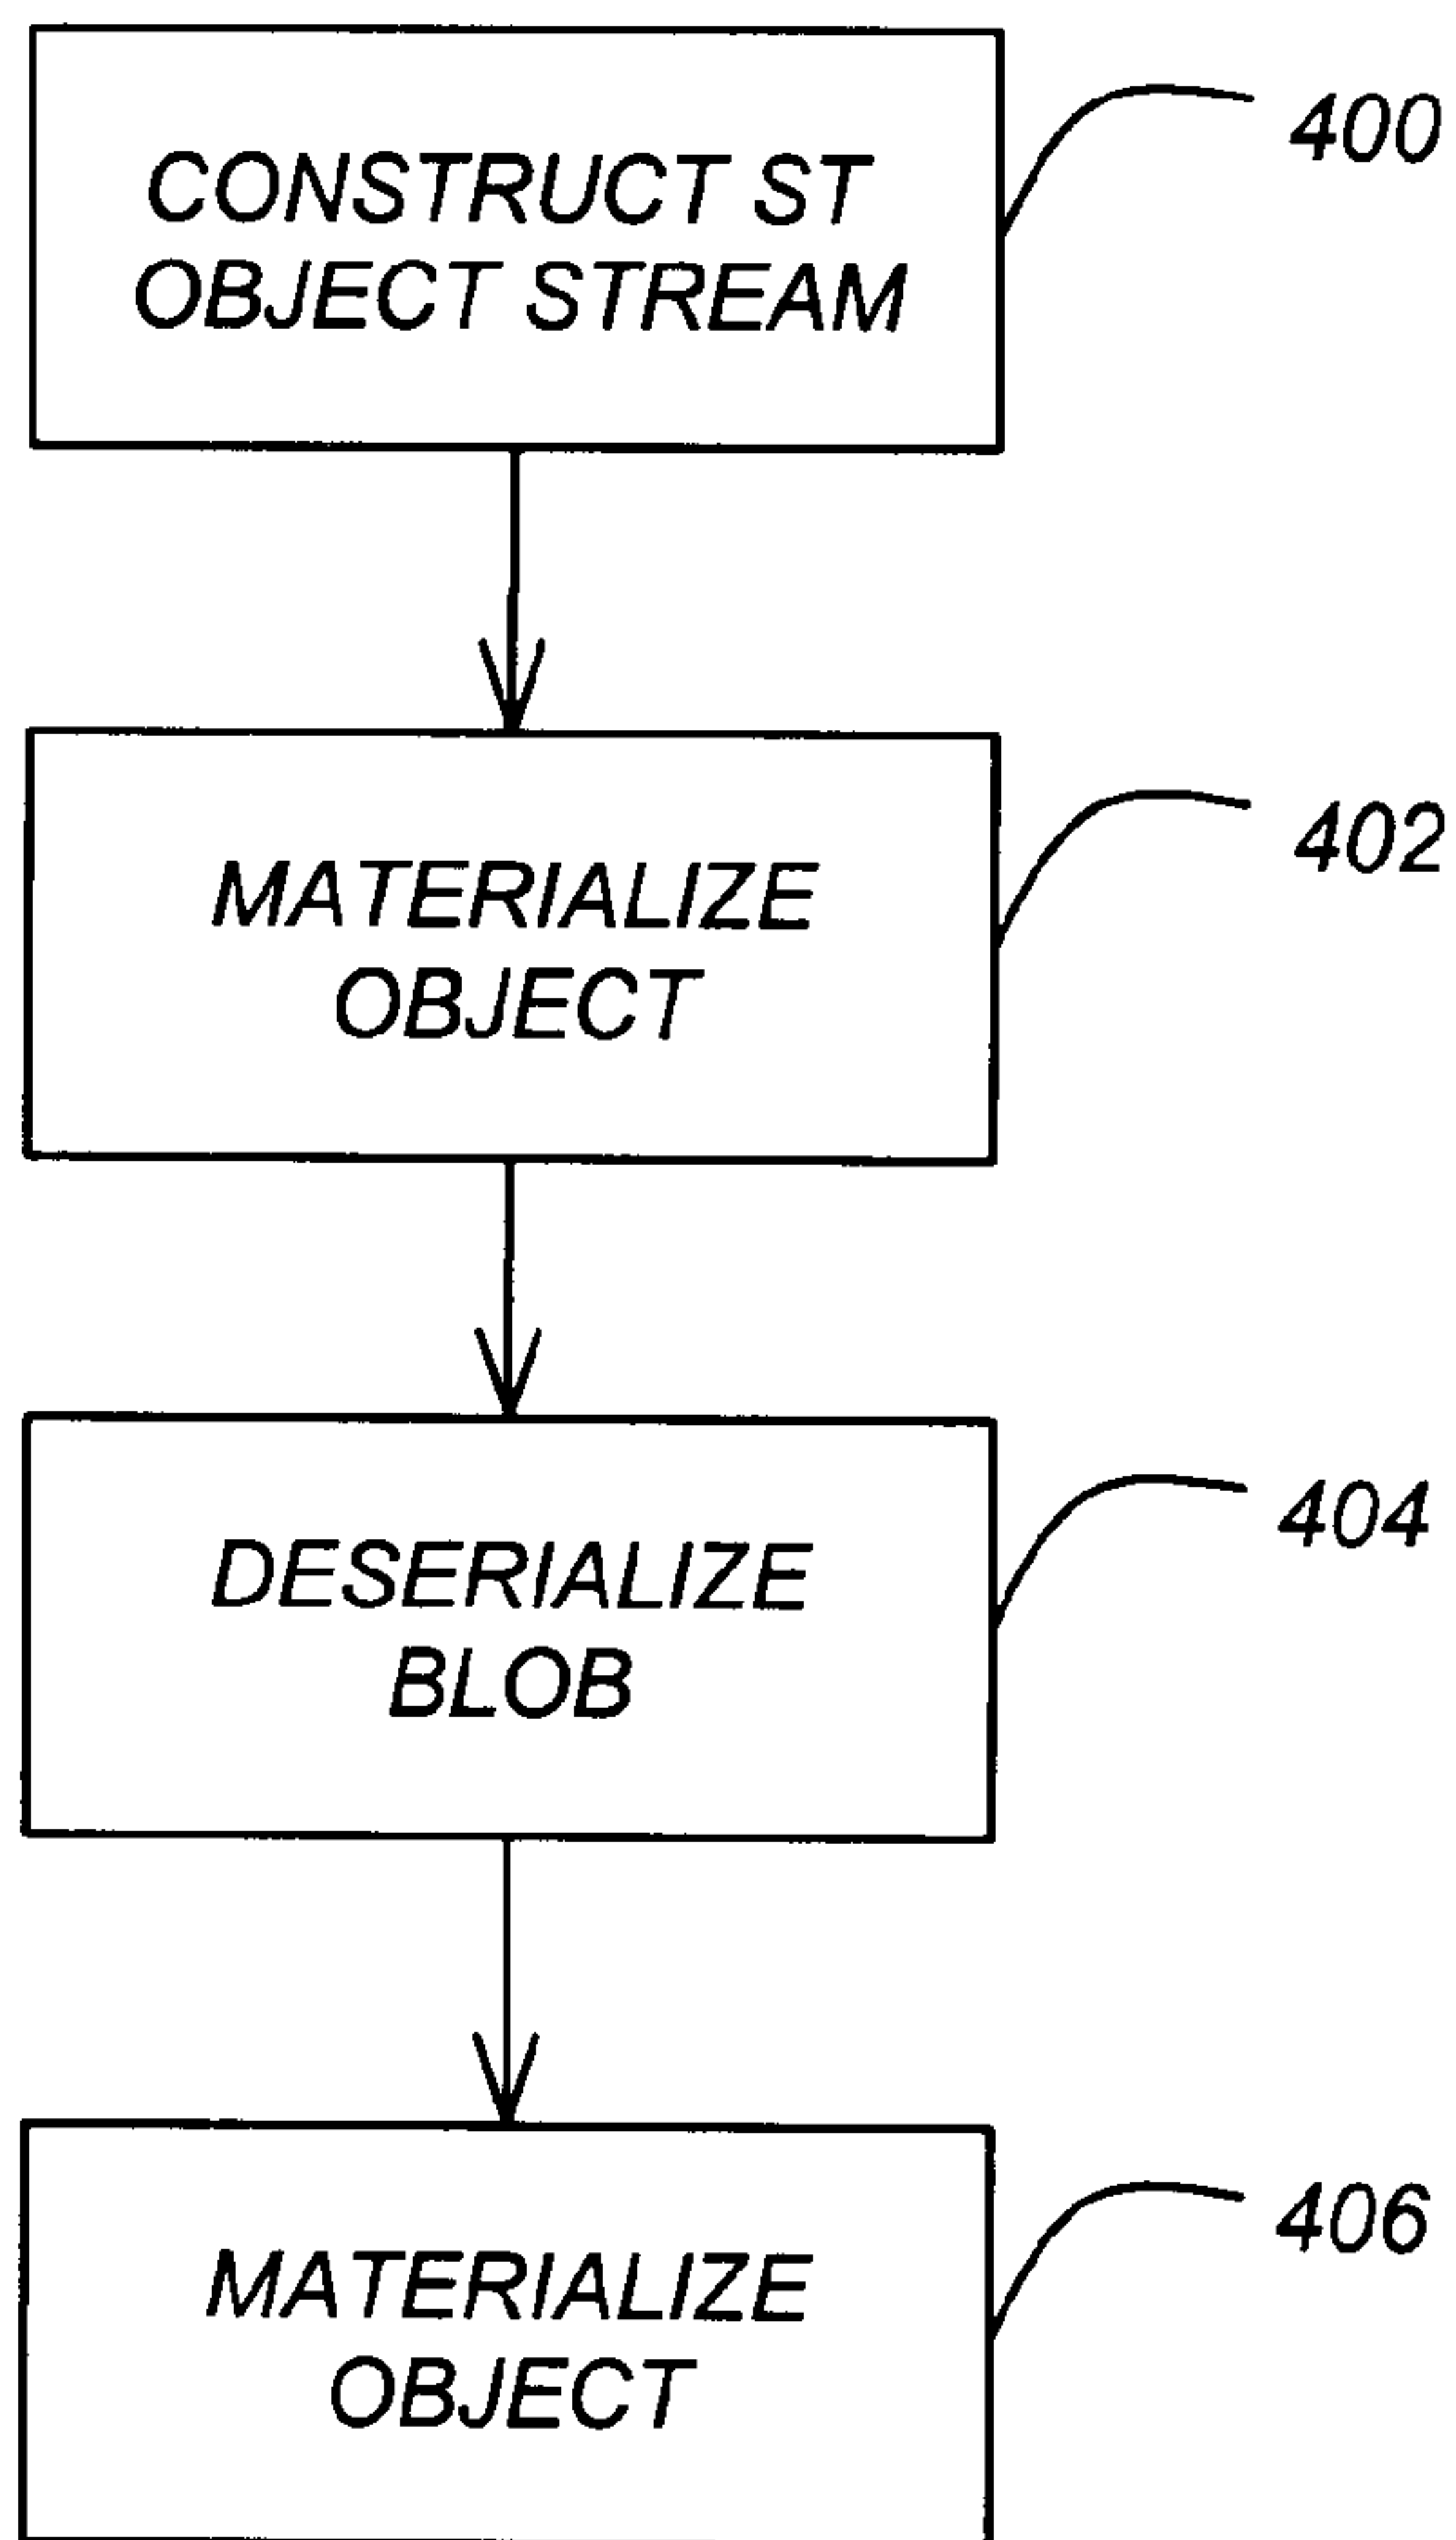 CONSTRUCT ST
OBJECT STREAM
400
MATERIALIZE
OBJECT
402
DESERIALIZE
BLOB
404
MATERIALIZE
OBJECT
406